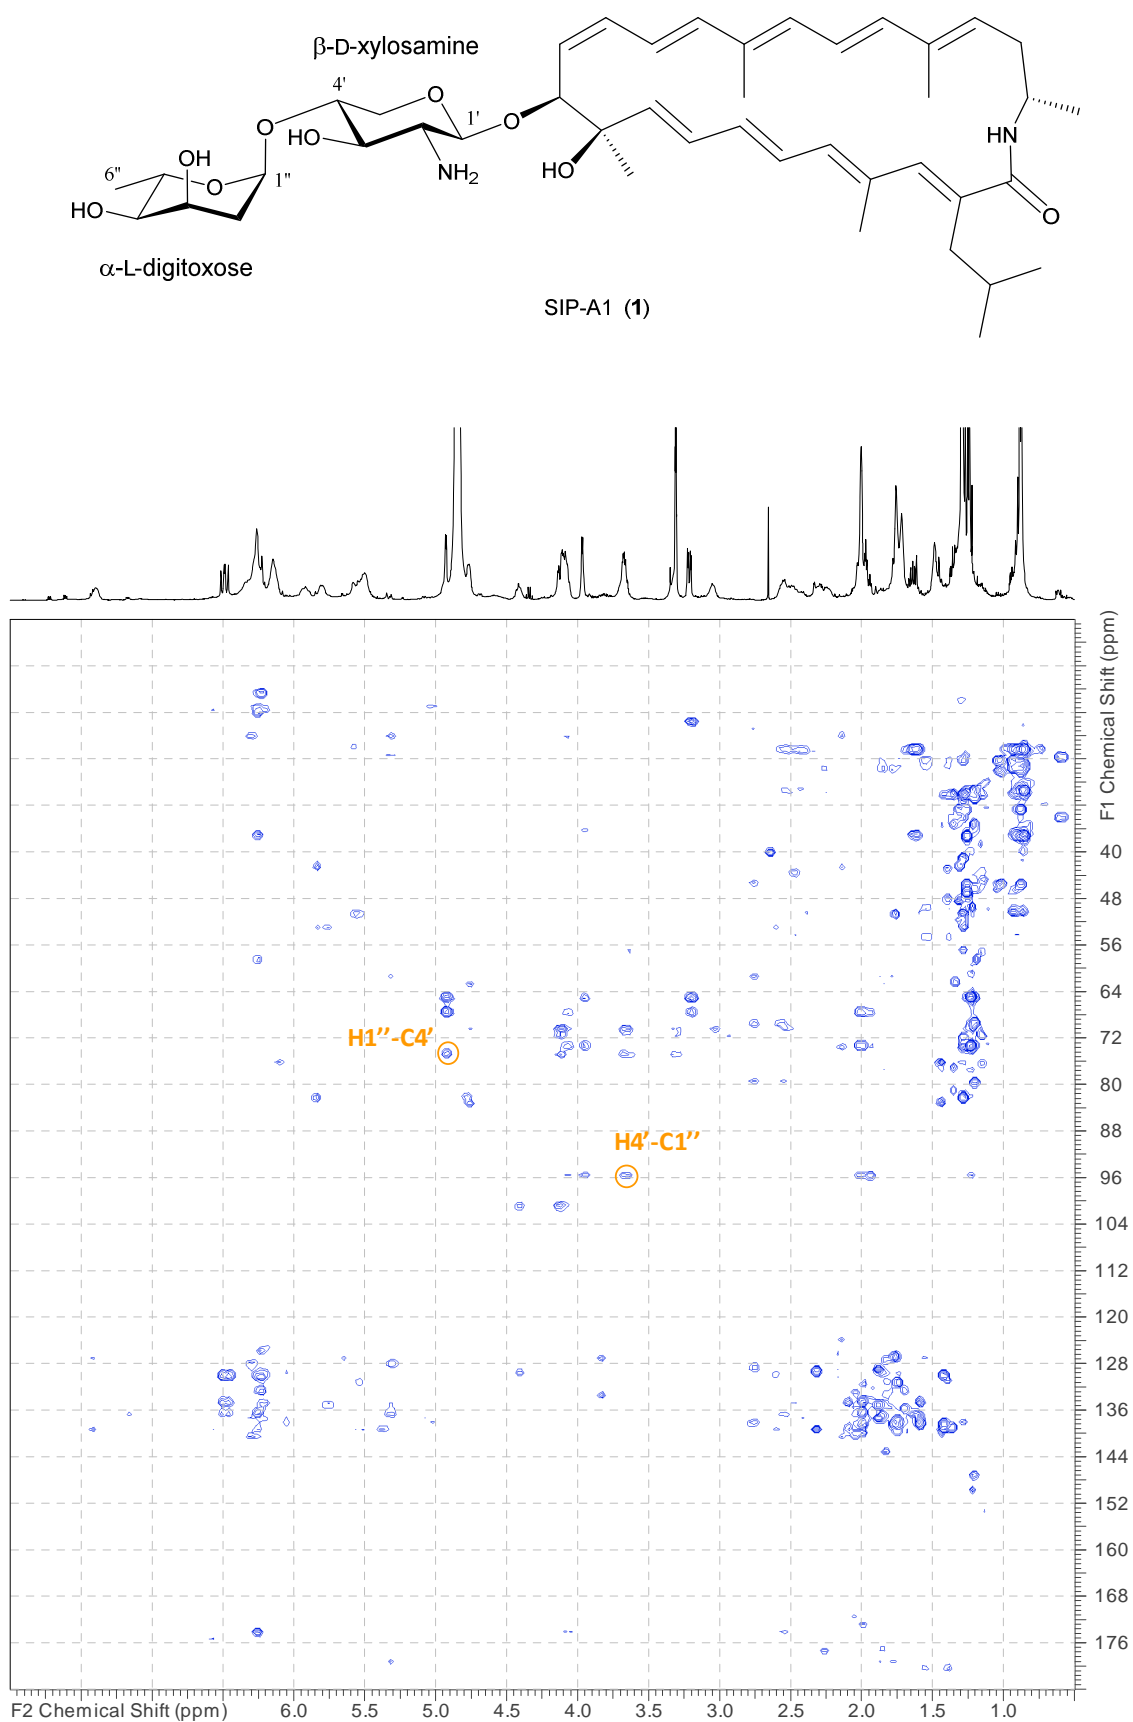 β-D-xylosamine
4'
O
1'
O
O
HO
NH₂
HO
HN
O
OH
6''
O
1''
HO
α-L-digitoxose
SIP-A1 (1)
F1 Chemical Shift (ppm)
40
48
56
64
H1''-C4'
72
80
88
H4'-C1''
96
104
112
120
128
136
144
152
160
168
176
F2 Chemical Shift (ppm)
6.0
5.5
5.0
4.5
4.0
3.5
3.0
2.5
2.0
1.5
1.0